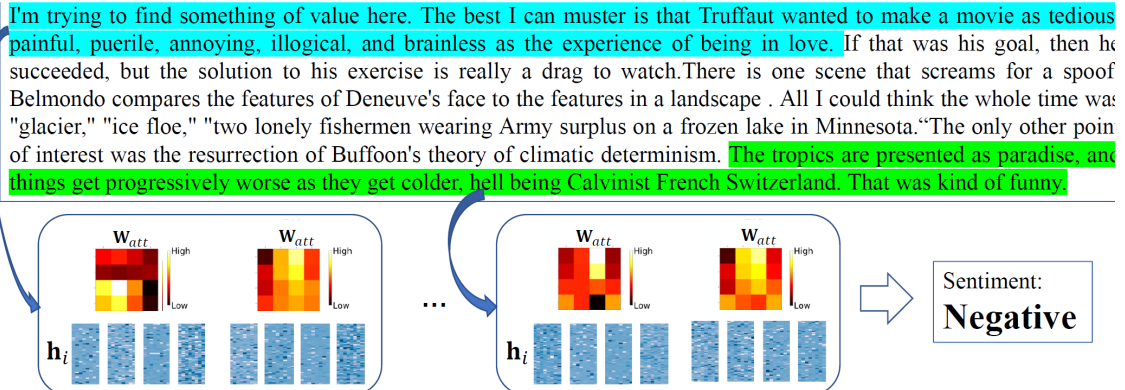 I'm trying to find something of value here. The best I can muster is that Truffaut wanted to make a movie as tedious
painful, puerile, annoying, illogical, and brainless as the experience of being in love. If that was his goal, then he
succeeded, but the solution to his exercise is really a drag to watch.There is one scene that screams for a spoof
Belmondo compares the features of Deneuve's face to the features in a landscape . All I could think the whole time was
"glacier," "ice floe," "two lonely fishermen wearing Army surplus on a frozen lake in Minnesota.“The only other poin
of interest was the resurrection of Buffoon's theory of climatic determinism. The tropics are presented as paradise, and
things get progressively worse as they get colder, hell being Calvinist French Switzerland. That was kind of funny.
W_att W_att W_att W_att
High High High High
Low Low Low Low
...
h_i h_i
Sentiment:
Negative